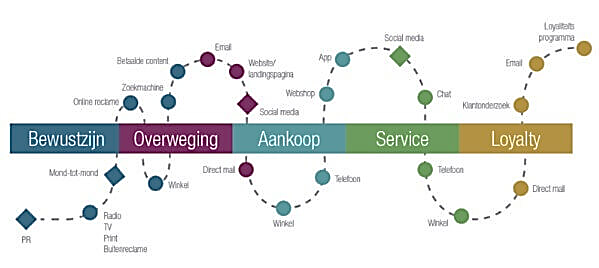 Loyaliteits
programma
Social media
Email
Betaalde content
Website/
landingspagina
App
Email
Zoekmachine
Webshop
Chat
Online reclame
Social media
Klantonderzoek
Bewustzijn
Overweging
Aankoop
Service
Loyalty
Mond-tot-mond
Direct mail
Telefoon
Telefoon
Winkel
Direct mail
PR
Radio
TV
Print
Buitenreclame
Winkel
Winkel